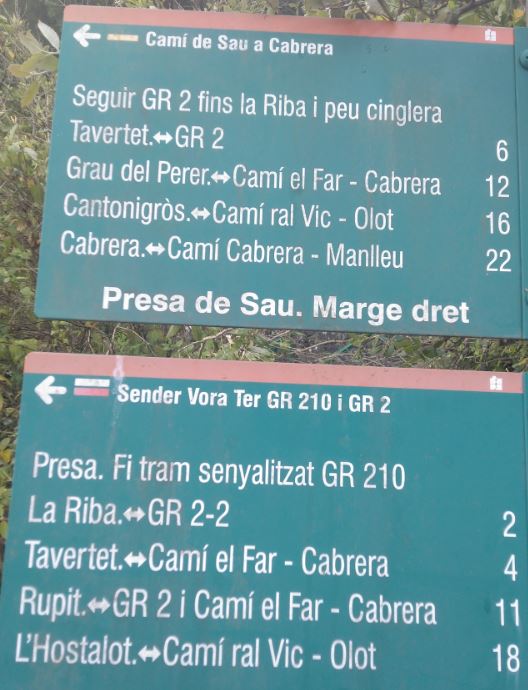 Camí de Sau a Cabrera
Seguir GR 2 fins la Riba i peu cinglera
Tavertet.↔GR 2 6
Grau del Perer.↔Camí el Far - Cabrera 12
Cantonigròs.↔Camí ral Vic - Olot 16
Cabrera.↔Camí Cabrera - Manlleu 22
Presa de Sau. Marge dret
Sender Vora Ter GR 210 i GR 2
Presa. Fi tram senyalitzat GR 210
La Riba.↔GR 2-2 2
Tavertet.↔Camí el Far - Cabrera 4
Rupit.↔GR 2 i Camí el Far - Cabrera 11
L'Hostalot.↔Camí ral Vic - Olot 18